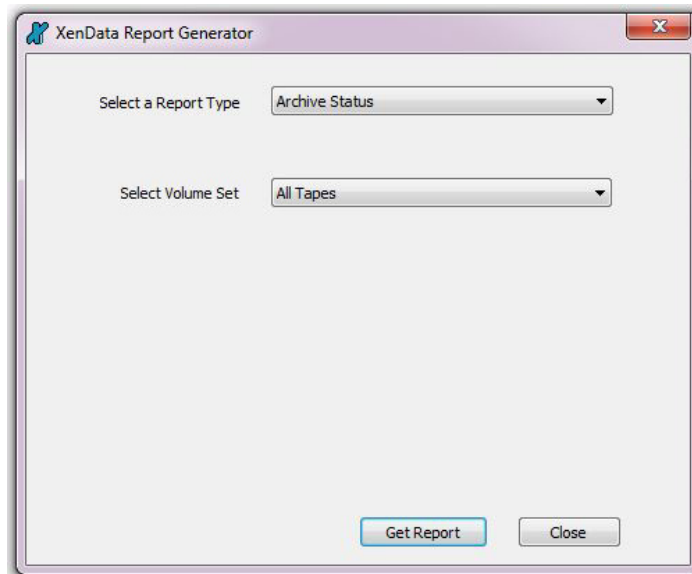 XenData Report Generator
Select a Report Type Archive Status
Select Volume Set All Tapes
Get Report Close